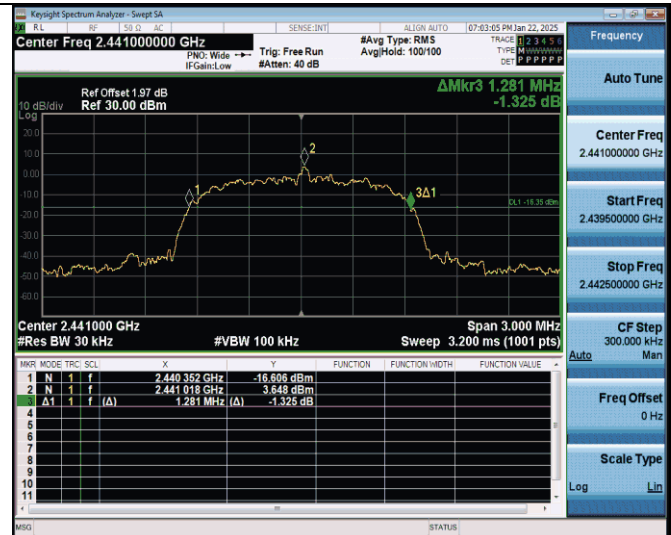 Keysight Spectrum Analyzer - Swept SA
RL RF 50 Ω AC SENSE:INT ALIGN AUTO 07:03:05 PM Jan 22, 2025
Center Freq 2.441000000 GHz #Avg Type: RMS TRACE 1 2 3 4 5 6
PNO: Wide Trig: Free Run Avg|Hold: 100/100 TYPE M WWWWW
IFGain:Low #Atten: 40 dB DET P P P P P P
ΔMkr3 1.281 MHz
-1.325 dB
Ref Offset 1.97 dB
10 dB/div Ref 30.00 dBm
Log
20.0
10.0
0.00
-10.0
-20.0
-30.0
-40.0
-50.0
-60.0
1
2
3Δ1
DL1 -16.35 dBm
Center 2.441000 GHz Span 3.000 MHz
#Res BW 30 kHz #VBW 100 kHz Sweep 3.200 ms (1001 pts)
MKR MODE TRC SCL X Y FUNCTION FUNCTION WIDTH FUNCTION VALUE
1 N 1 f 2.440 352 GHz -16.606 dBm
2 N 1 f 2.441 018 GHz 3.648 dBm
3 Δ1 1 f (Δ) 1.281 MHz (Δ) -1.325 dB
4
5
6
7
8
9
10
11
MSG STATUS
Frequency
Auto Tune
Center Freq
2.441000000 GHz
Start Freq
2.439500000 GHz
Stop Freq
2.442500000 GHz
CF Step
300.000 kHz
Auto Man
Freq Offset
0 Hz
Scale Type
Log Lin